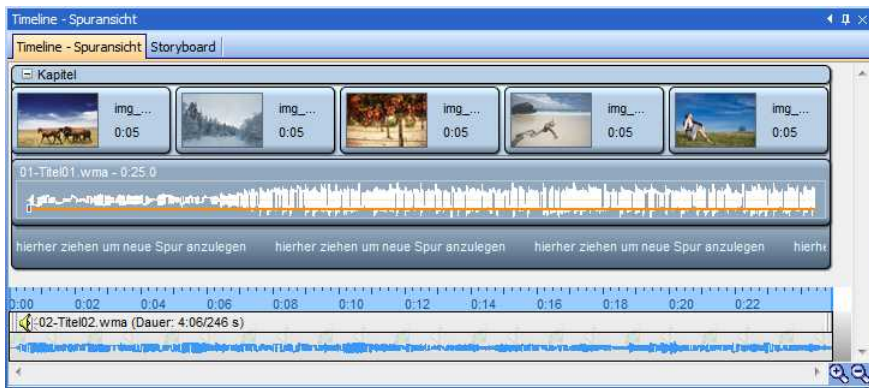 Timeline - Spuransicht
Timeline - Spuransicht Storyboard
Kapitel
img_... img_... img_... img_... img_...
0:05 0:05 0:05 0:05 0:05
01-Titel01.wma - 0:25.0
hierher ziehen um neue Spur anzulegen hierher ziehen um neue Spur anzulegen hierher ziehen um neue Spur anzulegen hierhe
0:00 0:02 0:04 0:06 0:08 0:10 0:12 0:14 0:16 0:18 0:20 0:22
02-Titel02.wma (Dauer: 4:06/246 s)